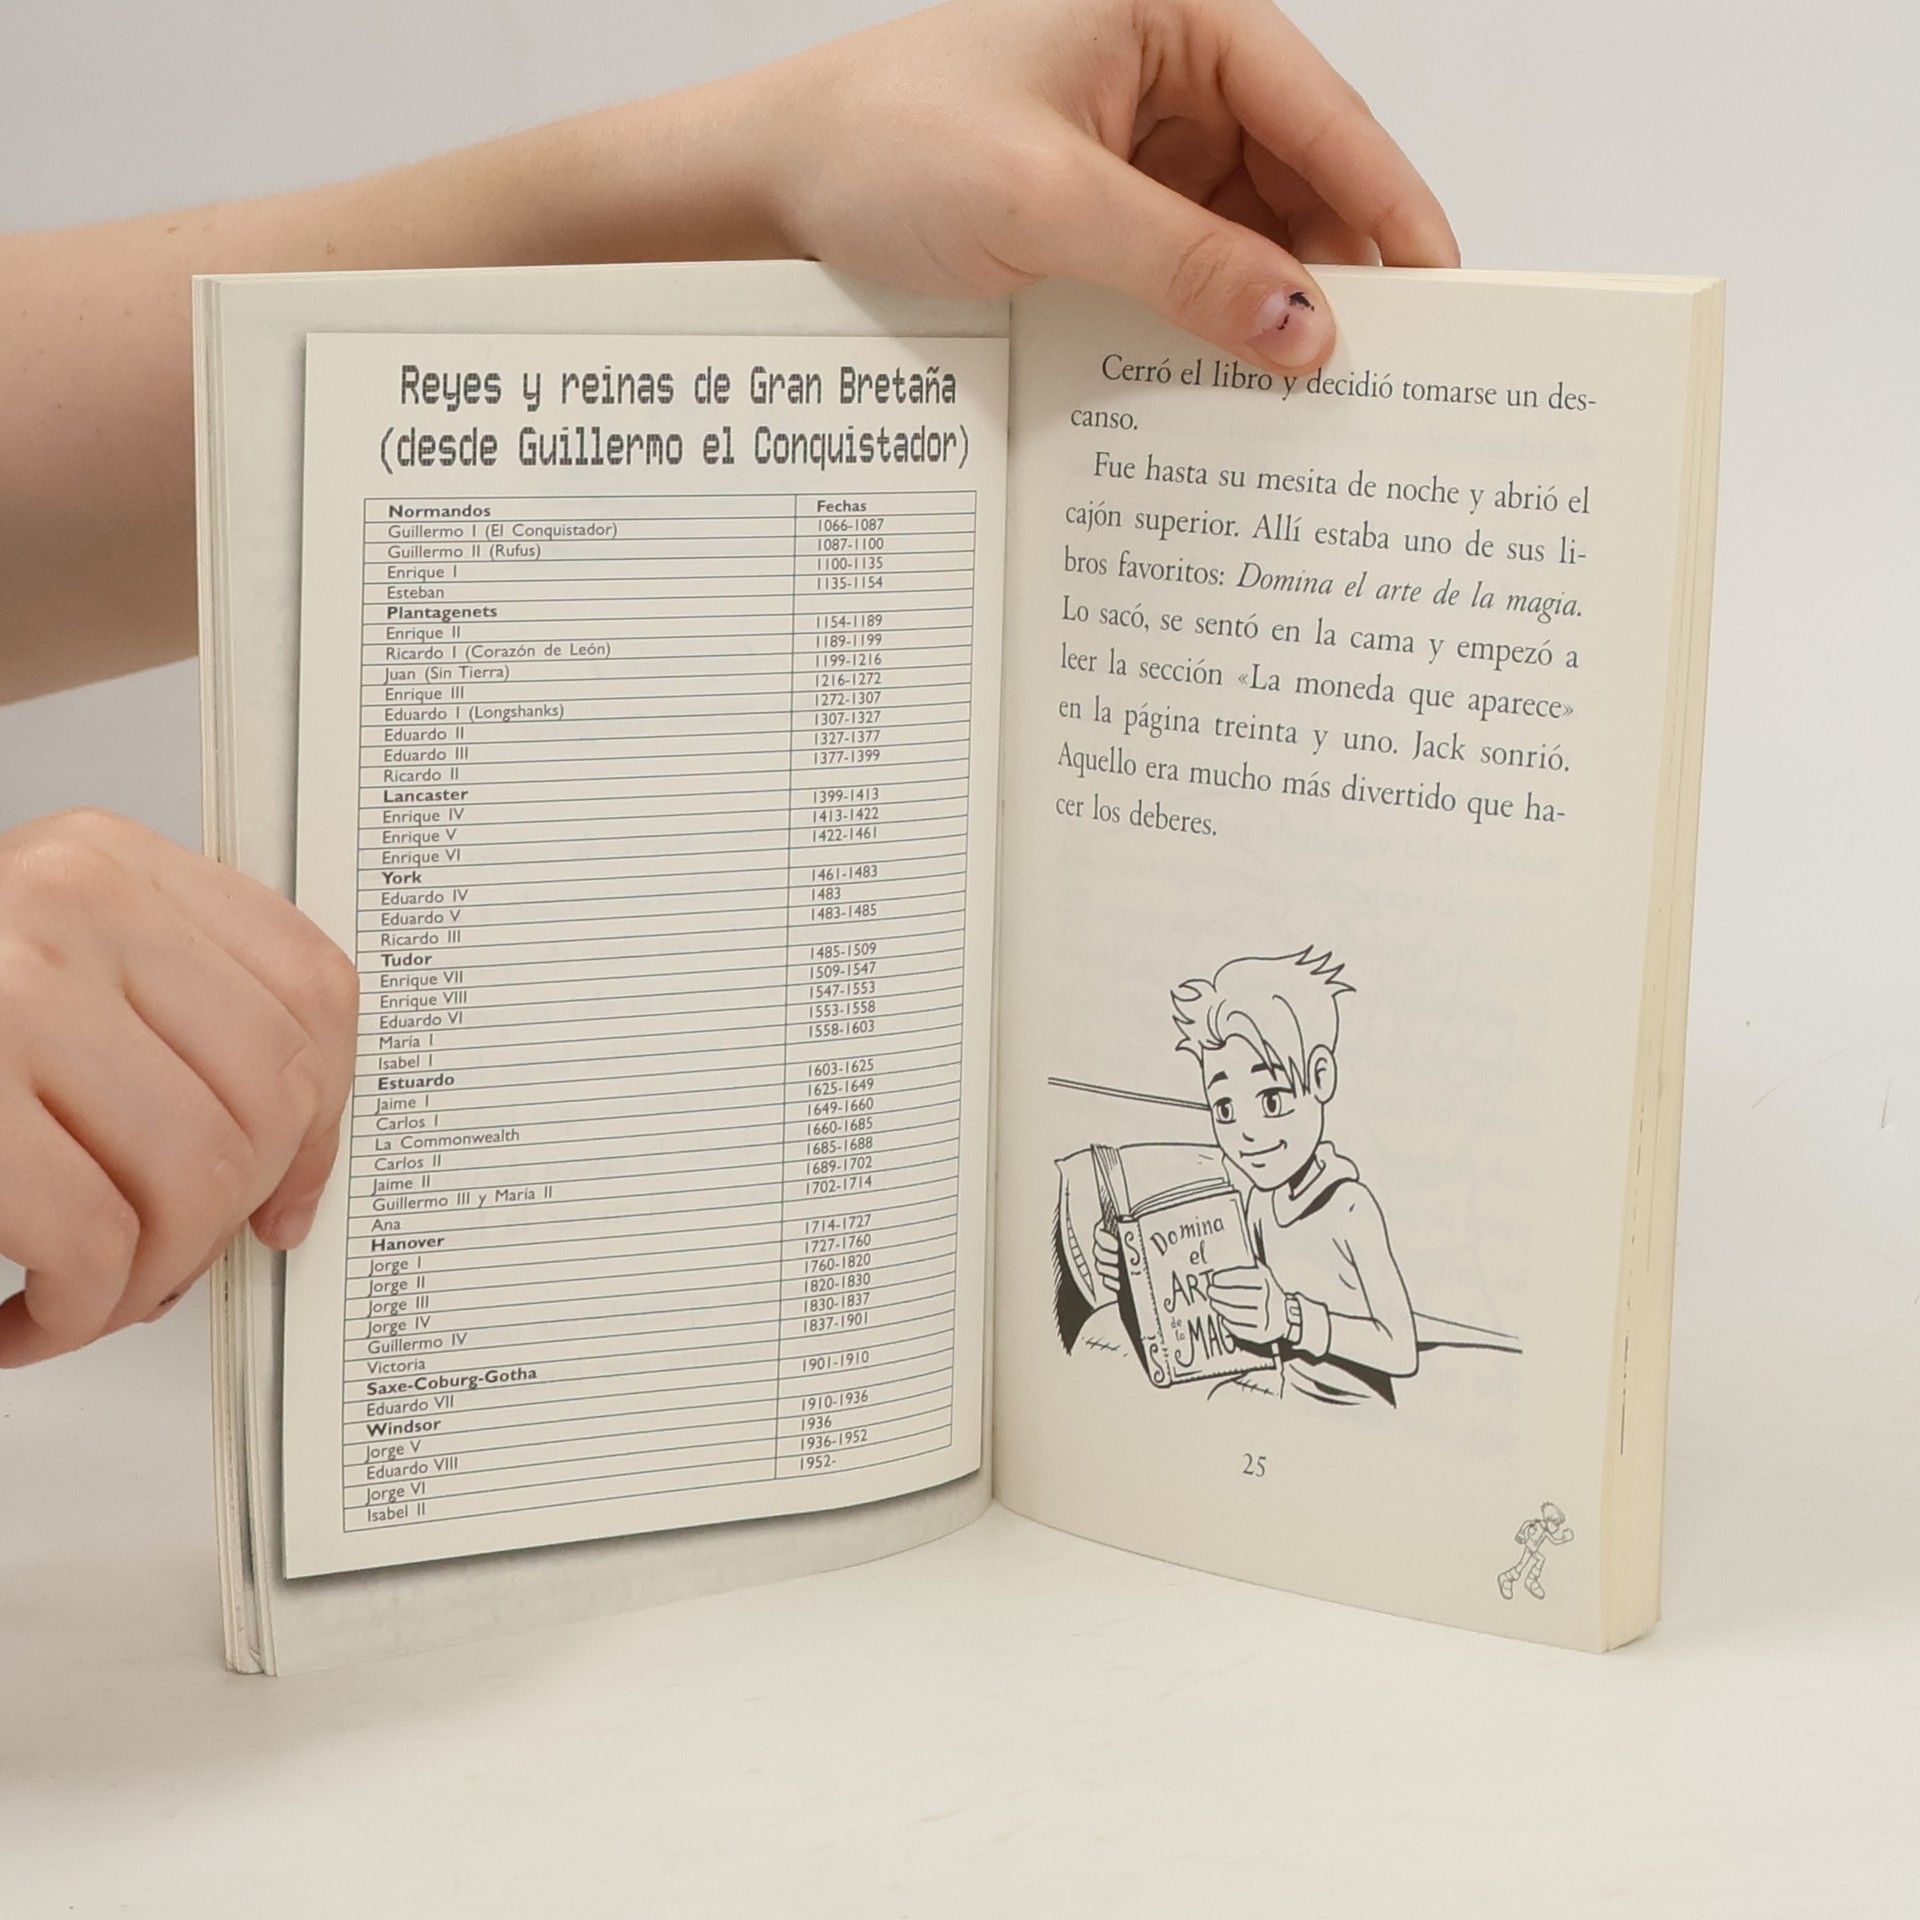 Reyes y reinas de Gran Bretaña
(desde Guillermo el Conquistador)
Normandos Fechas
Guillermo I (El Conquistador) 1066-1087
Guillermo II (Rufus) 1087-1100
Enrique I 1100-1135
Esteban 1135-1154
Plantagenets
Enrique II 1154-1189
Ricardo I (Corazón de León) 1189-1199
Juan (Sin Tierra) 1199-1216
Enrique III 1216-1272
Eduardo I (Longshanks) 1272-1307
Eduardo II 1307-1327
Eduardo III 1327-1377
Ricardo II 1377-1399
Lancaster
Enrique IV 1399-1413
Enrique V 1413-1422
Enrique VI 1422-1461
York
Eduardo IV 1461-1483
Eduardo V 1483
Ricardo III 1483-1485
Tudor
Enrique VII 1485-1509
Enrique VIII 1509-1547
Eduardo VI 1547-1553
María I 1553-1558
Isabel I 1558-1603
Estuardo
Jaime I 1603-1625
Carlos I 1625-1649
La Commonwealth 1649-1660
Carlos II 1660-1685
Jaime II 1685-1688
Guillermo III y María II 1689-1702
Ana 1702-1714
Hanover
Jorge I 1714-1727
Jorge II 1727-1760
Jorge III 1760-1820
Jorge IV 1820-1830
Guillermo IV 1830-1837
Victoria 1837-1901
Saxe-Coburg-Gotha
Eduardo VII 1901-1910
Windsor
Jorge V 1910-1936
Eduardo VIII 1936
Jorge VI 1936-1952
Isabel II 1952-
Cerró el libro y decidió tomarse un des-
canso.
Fue hasta su mesita de noche y abrió el
cajón superior. Allí estaba uno de sus li-
bros favoritos: Domina el arte de la magia.
Lo sacó, se sentó en la cama y empezó a
leer la sección «La moneda que aparece»
en la página treinta y uno. Jack sonrió.
Aquello era mucho más divertido que ha-
cer los deberes.
Domina
el
ART
de la
MAG
25